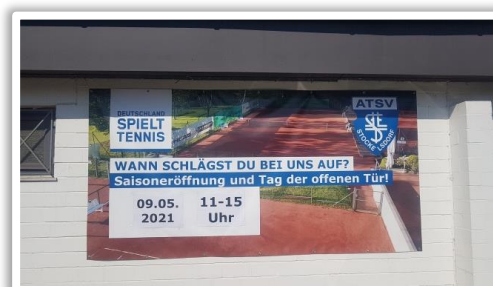 DEUTSCHLAND
SPIELT
TENNIS
ATSV
STOCKELSDORF
WANN SCHLÄGST DU BEI UNS AUF?
Saisoneröffnung und Tag der offenen Tür!
09.05.
2021
11-15
Uhr